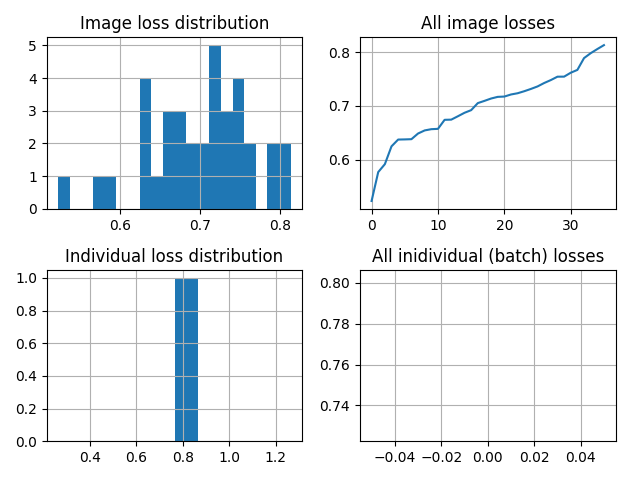 Image loss distribution
5
4
3
2
1
0
0.6 0.7 0.8
All image losses
0.8
0.7
0.6
0 10 20 30
Individual loss distribution
1.0
0.8
0.6
0.4
0.2
0.0
0.4 0.6 0.8 1.0 1.2
All inidividual (batch) losses
0.80
0.78
0.76
0.74
−0.04 −0.02 0.00 0.02 0.04